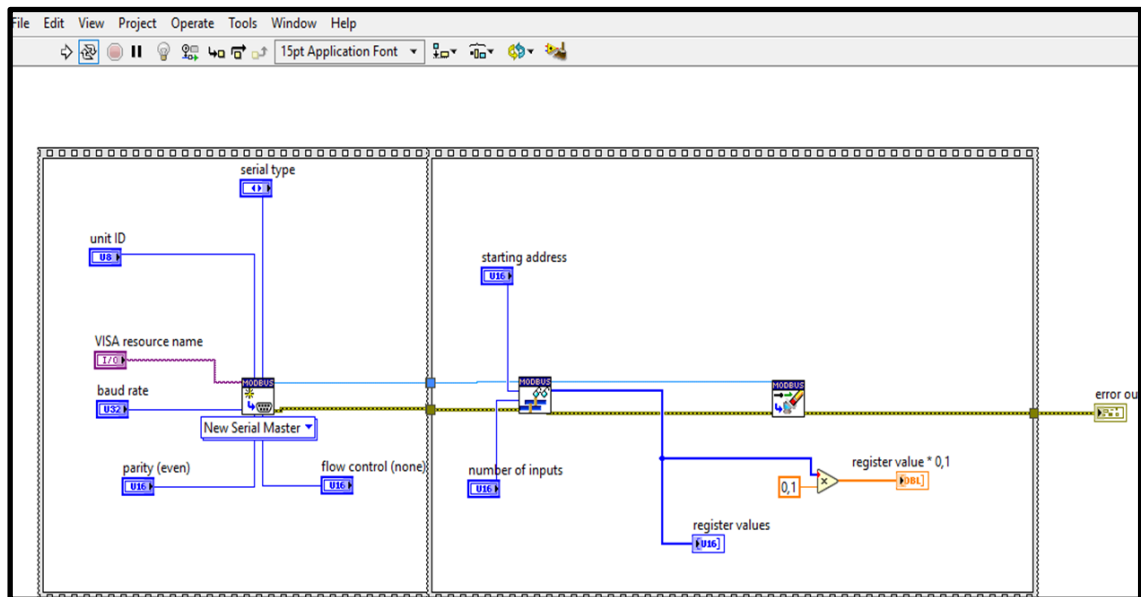 File Edit View Project Operate Tools Window Help
15pt Application Font
serial type
unit ID
U8
starting address
U16
VISA resource name
I/O
MODBUS
MODBUS
MODBUS
baud rate
U32
New Serial Master
error ou
parity (even)
U16
flow control (none)
U16
number of inputs
U16
register value * 0,1
0,1
x
DBL
register values
U16